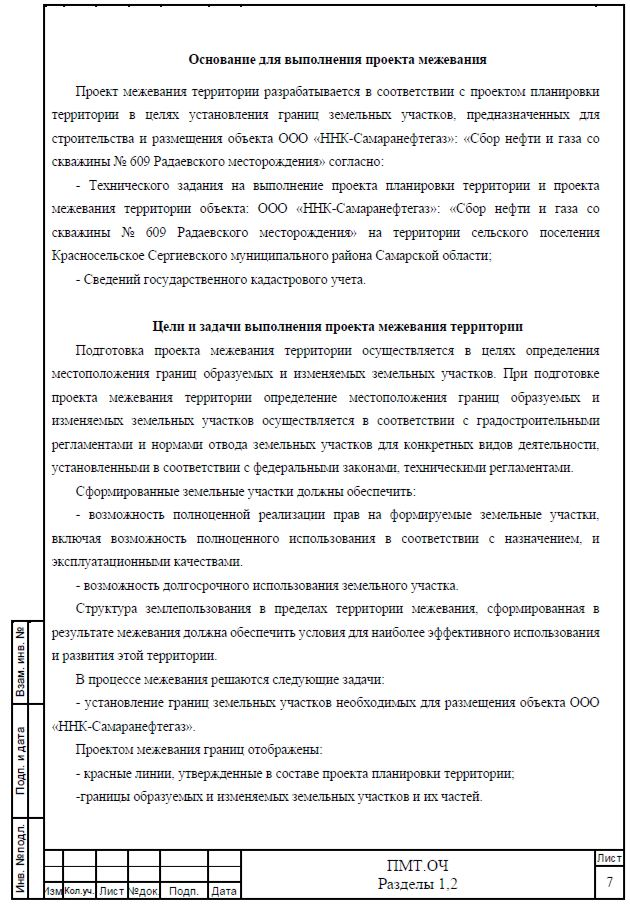 Основание для выполнения проекта межевания
Проект межевания территории разрабатывается в соответствии с проектом планировки
территории в целях установления границ земельных участков, предназначенных для
строительства и размещения объекта ООО «ННК-Самаранефтегаз»: «Сбор нефти и газа со
скважины № 609 Радаевского месторождения» согласно:
- Технического задания на выполнение проекта планировки территории и проекта
межевания территории объекта: ООО «ННК-Самаранефтегаз»: «Сбор нефти и газа со
скважины № 609 Радаевского месторождения» на территории сельского поселения
Красносельское Сергиевского муниципального района Самарской области;
- Сведений государственного кадастрового учета.
Цели и задачи выполнения проекта межевания территории
Подготовка проекта межевания территории осуществляется в целях определения
местоположения границ образуемых и изменяемых земельных участков. При подготовке
проекта межевания территории определение местоположения границ образуемых и
изменяемых земельных участков осуществляется в соответствии с градостроительными
регламентами и нормами отвода земельных участков для конкретных видов деятельности,
установленными в соответствии с федеральными законами, техническими регламентами.
Сформированные земельные участки должны обеспечить:
- возможность полноценной реализации прав на формируемые земельные участки,
включая возможность полноценного использования в соответствии с назначением, и
эксплуатационными качествами.
- возможность долгосрочного использования земельного участка.
Структура землепользования в пределах территории межевания, сформированная в
результате межевания должна обеспечить условия для наиболее эффективного использования
и развития этой территории.
В процессе межевания решаются следующие задачи:
- установление границ земельных участков необходимых для размещения объекта ООО
«ННК-Самаранефтегаз».
Проектом межевания границ отображены:
- красные линии, утвержденные в составе проекта планировки территории;
-границы образуемых и изменяемых земельных участков и их частей.
Взам. инв. №
Подп. и дата
Инв. №подл.
Изм
Кол.уч.
Лист
№док.
Подп.
Дата
ПМТ.ОЧ
Разделы 1,2
Лист
7